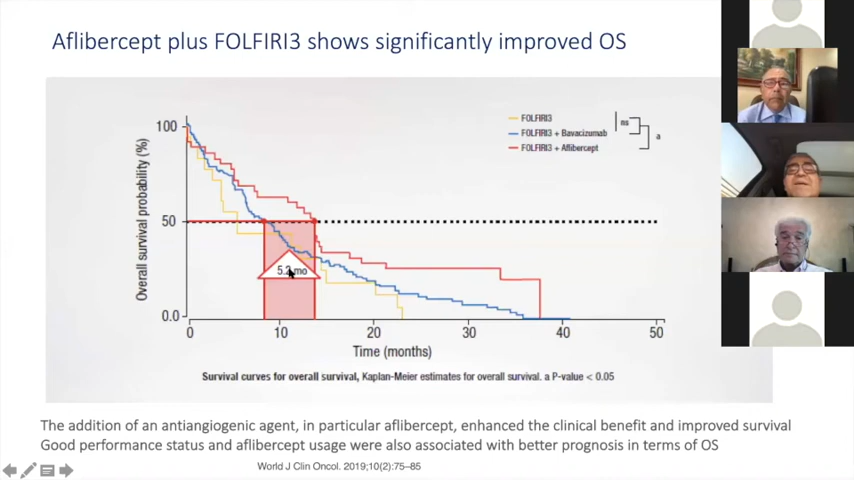 Aflibercept plus FOLFIRI3 shows significantly improved OS
100
50
0.0
Overall survival probability (%)
FOLFIRI3
FOLFIRI3 + Bavacizumab
FOLFIRI3 + Aflibercept
ns
a
5.2 mo
0 10 20 30 40 50
Time (months)
Survival curves for overall survival, Kaplan-Meier estimates for overall survival. a P-value < 0.05
The addition of an antiangiogenic agent, in particular aflibercept, enhanced the clinical benefit and improved survival
Good performance status and aflibercept usage were also associated with better prognosis in terms of OS
World J Clin Oncol. 2019;10(2):75–85